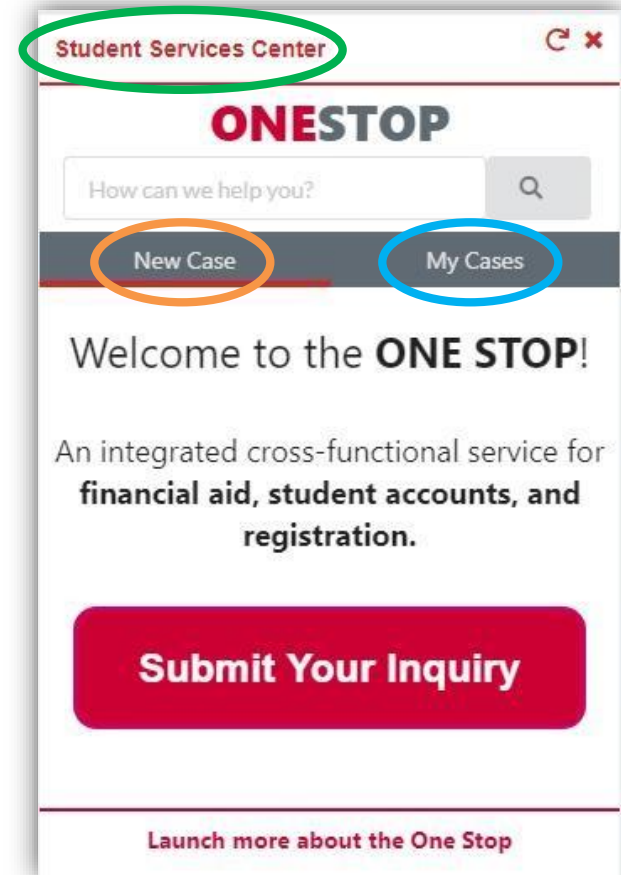 Student Services Center
ONESTOP
How can we help you?
New Case My Cases
Welcome to the ONE STOP!
An integrated cross-functional service for
financial aid, student accounts, and
registration.
Submit Your Inquiry
Launch more about the One Stop